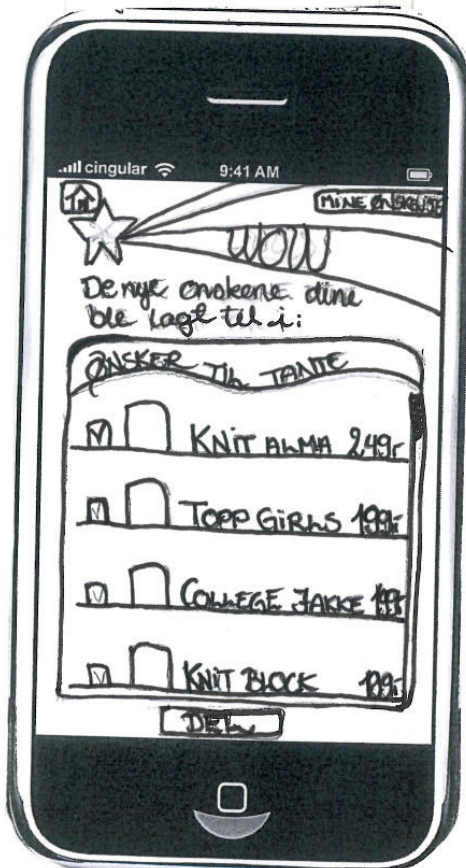 cingular 9:41 AM
MINE ØNSKELISTE
WOW
De nye ønskene dine
ble lagt til i:
ØNSKER TIL TANTE
KNIT ALMA 249,-
TOPP GIRLS 199,-
COLLEGE JAKKE 199,-
KNIT BLOCK 199,-
DEL